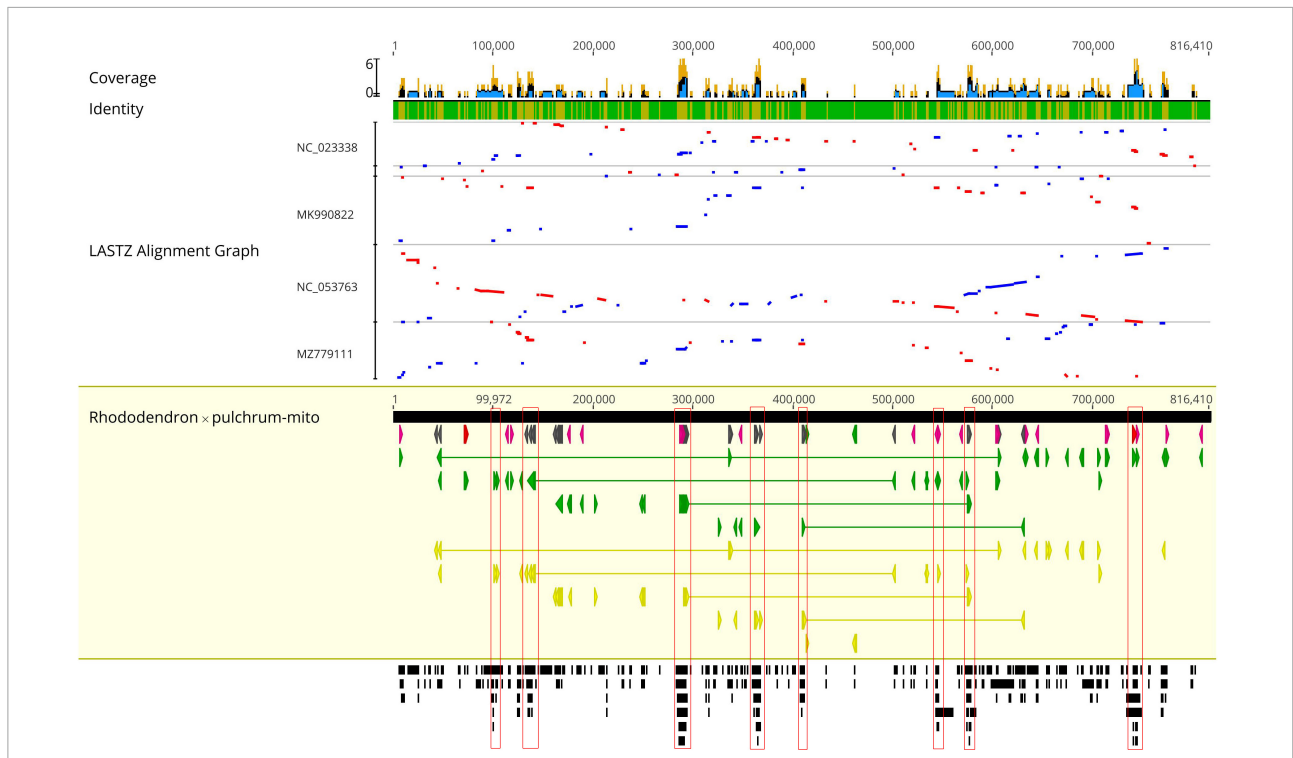 1 100,000 200,000 300,000 400,000 500,000 600,000 700,000 816,410
Coverage 6
0
Identity
NC_023338
MK990822
LASTZ Alignment Graph
NC_053763
MZ779111
1 99,972 200,000 300,000 400,000 500,000 600,000 700,000 816,410
Rhododendron × pulchrum-mito